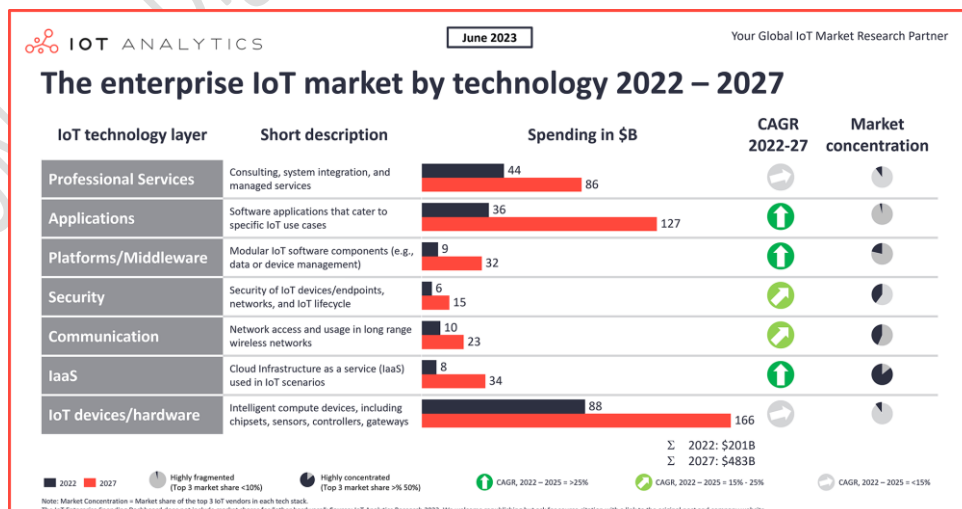 IOT ANALYTICS
June 2023
Your Global IoT Market Research Partner
The enterprise IoT market by technology 2022 – 2027
IoT technology layer
Short description
Spending in $B
CAGR
2022-27
Market
concentration
Professional Services
Consulting, system integration, and
managed services
44
86
Applications
Software applications that cater to
specific IoT use cases
36
127
Platforms/Middleware
Modular IoT software components (e.g.,
data or device management)
9
32
Security
Security of IoT devices/endpoints,
networks, and IoT lifecycle
6
15
Communication
Network access and usage in long range
wireless networks
10
23
IaaS
Cloud Infrastructure as a service (IaaS)
used in IoT scenarios
8
34
IoT devices/hardware
Intelligent compute devices, including
chipsets, sensors, controllers, gateways
88
166
Σ 2022: $201B
Σ 2027: $483B
2022
2027
Highly fragmented
(Top 3 market share <10%)
Highly concentrated
(Top 3 market share >% 50%)
CAGR, 2022 – 2025 = >25%
CAGR, 2022 – 2025 = 15% - 25%
CAGR, 2022 – 2025 = <15%
Note: Market Concentration = Market share of the top 3 IoT vendors in each tech stack.